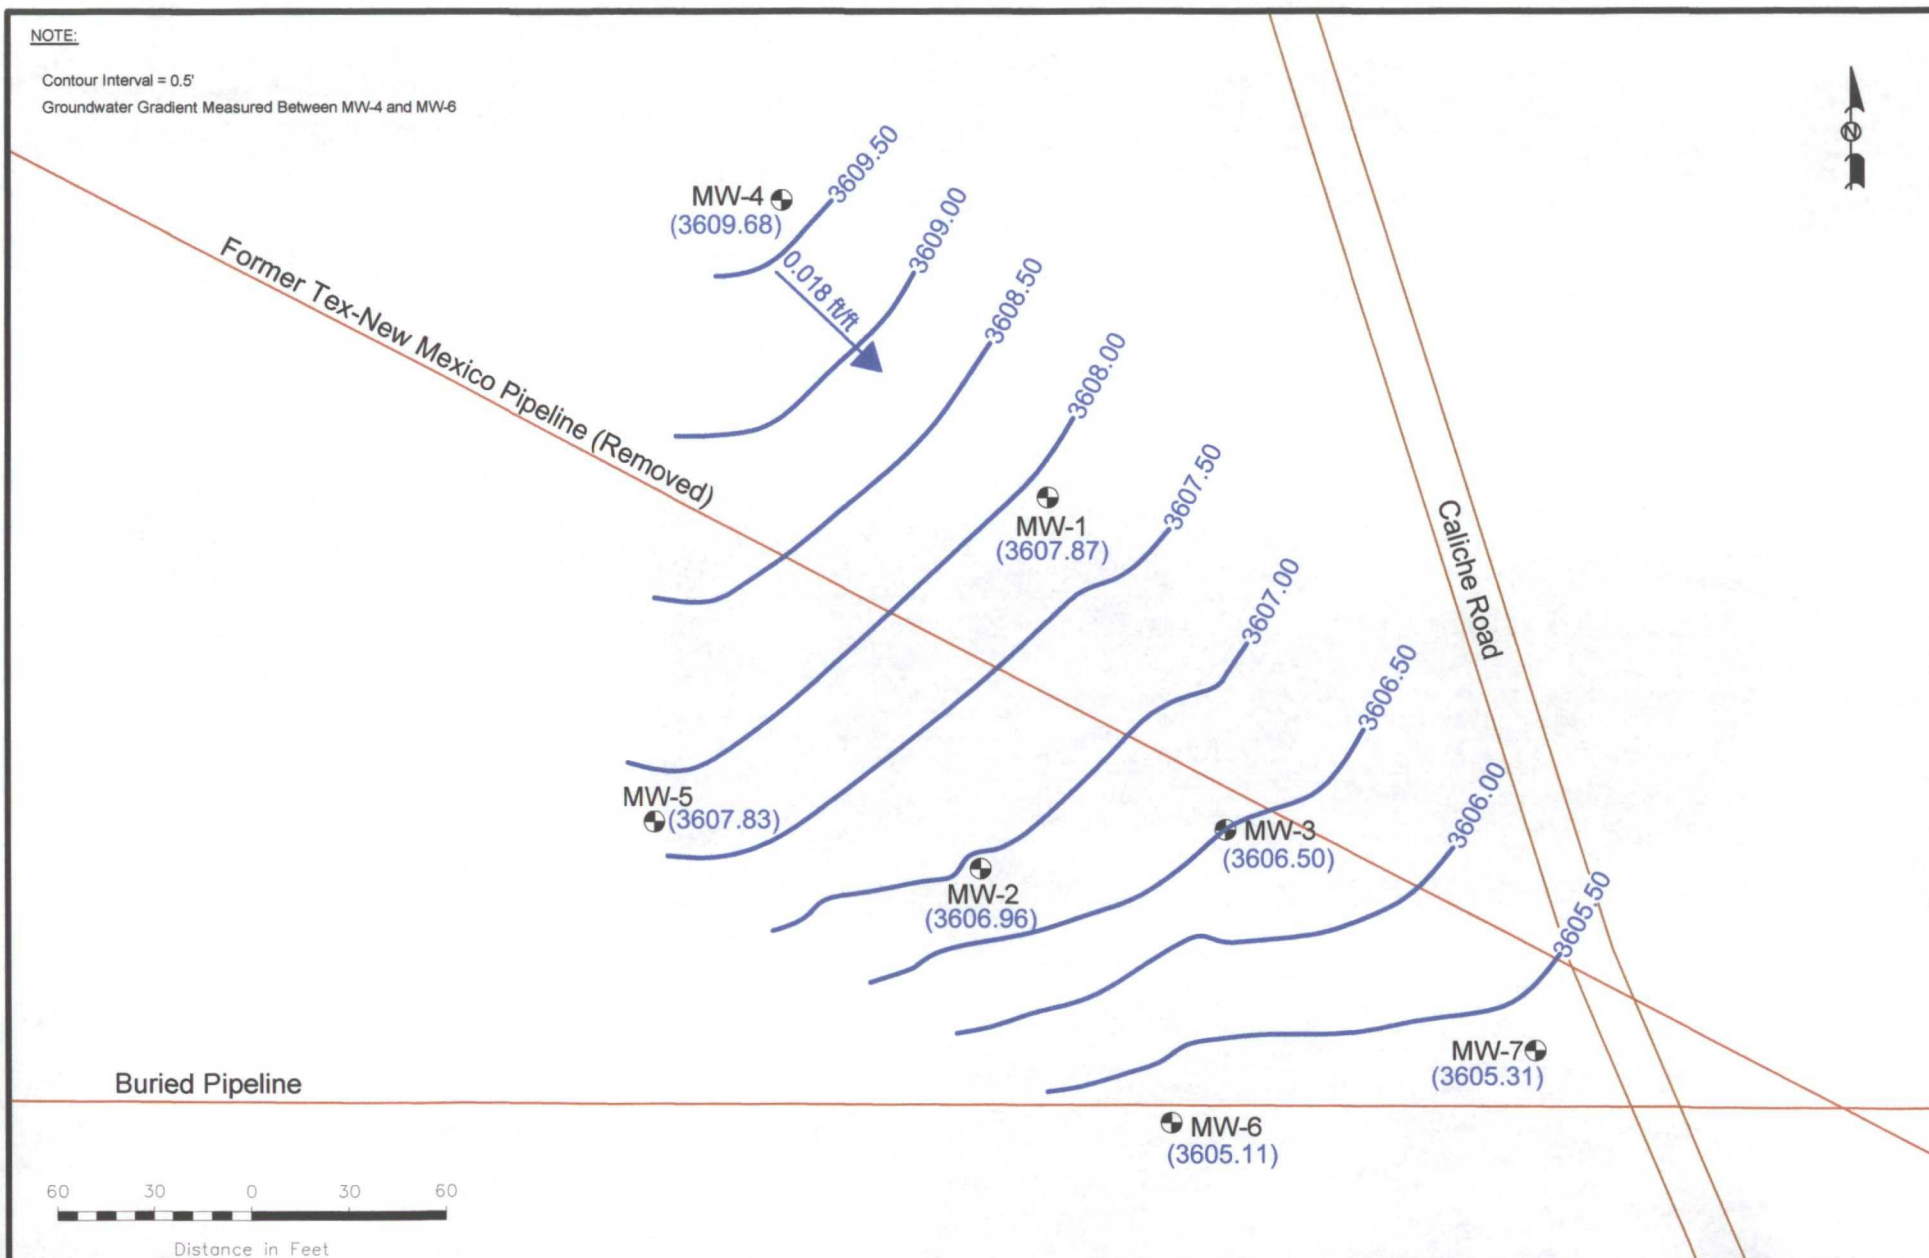 NOTE:
Contour Interval = 0.5'
Groundwater Gradient Measured Between MW-4 and MW-6
N
3609.50
MW-4
(3609.68)
3609.00
0.018 ft/ft
3608.50
Former Tex-New Mexico Pipeline (Removed)
3608.00
3607.50
MW-1
(3607.87)
Caliche Road
3607.00
3606.50
MW-5
(3607.83)
3606.00
MW-3
(3606.50)
MW-2
(3606.96)
3605.50
MW-7
(3605.31)
Buried Pipeline
MW-6
(3605.11)
60 30 0 30 60
Distance in Feet